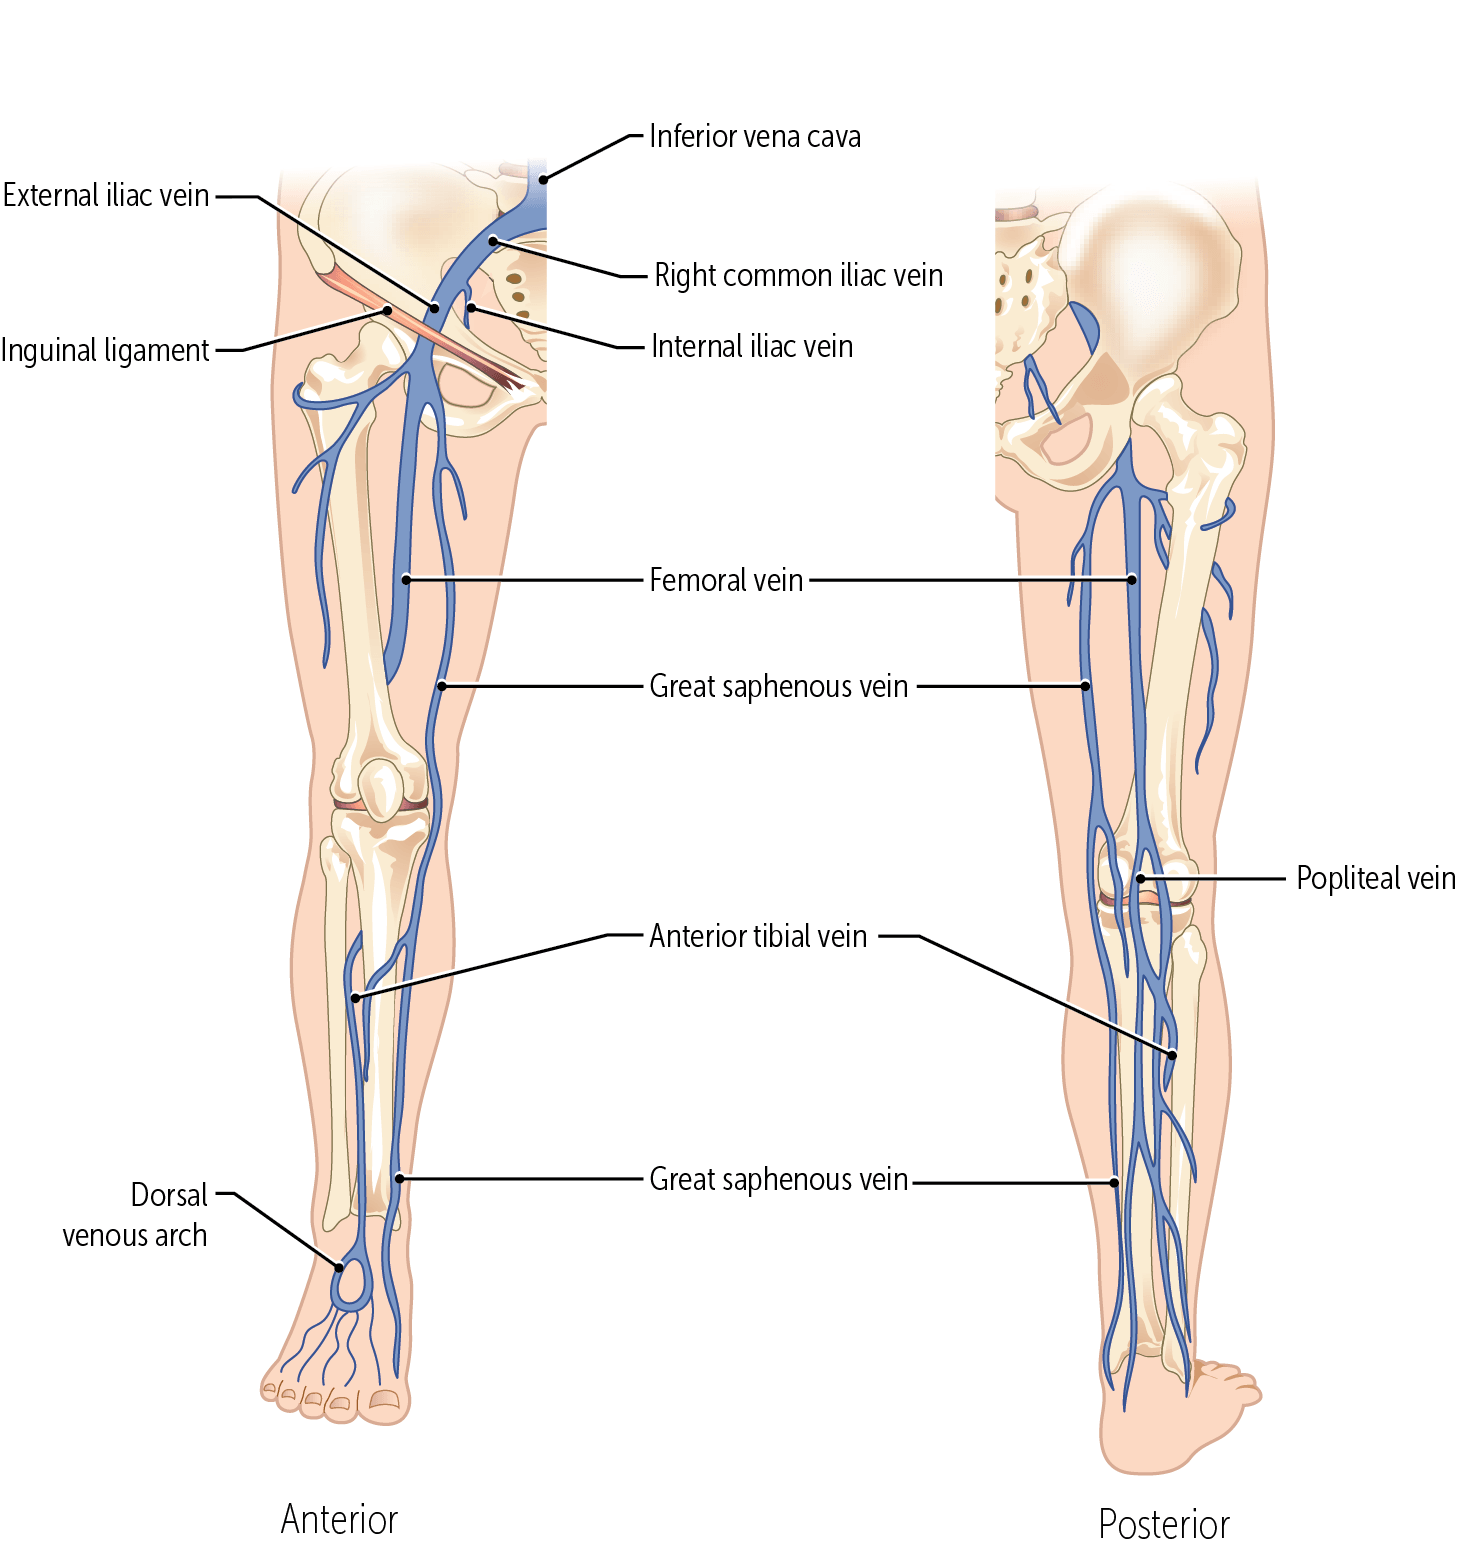 Inferior vena cava
External iliac vein
Right common iliac vein
Inguinal ligament
Internal iliac vein
Femoral vein
Great saphenous vein
Popliteal vein
Anterior tibial vein
Great saphenous vein
Dorsal
venous arch
Anterior
Posterior